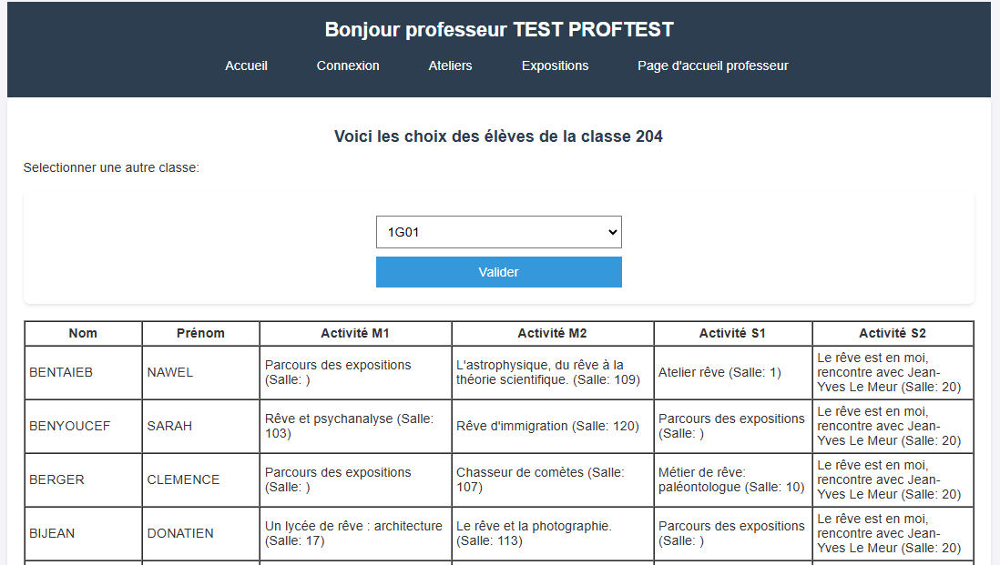 Bonjour professeur TEST PROFTEST
Accueil Connexion Ateliers Expositions Page d'accueil professeur
Voici les choix des élèves de la classe 204
Selectionner une autre classe:
1G01
Valider
Nom Prénom Activité M1 Activité M2 Activité S1 Activité S2
BENTAIEB
NAWEL
Parcours des expositions
(Salle: )
L'astrophysique, du rêve à la
théorie scientifique. (Salle: 109)
Atelier rêve (Salle: 1)
Le rêve est en moi,
rencontre avec Jean-
Yves Le Meur (Salle: 20)
BENYOUCEF
SARAH
Rêve et psychanalyse (Salle:
103)
Rêve d'immigration (Salle: 120)
Parcours des expositions
(Salle: )
Le rêve est en moi,
rencontre avec Jean-
Yves Le Meur (Salle: 20)
BERGER
CLEMENCE
Parcours des expositions
(Salle: )
Chasseur de comètes (Salle:
107)
Métier de rêve:
paléontologue (Salle: 10)
Le rêve est en moi,
rencontre avec Jean-
Yves Le Meur (Salle: 20)
BIJEAN
DONATIEN
Un lycée de rêve : architecture
(Salle: 17)
Le rêve et la photographie.
(Salle: 113)
Parcours des expositions
(Salle: )
Le rêve est en moi,
rencontre avec Jean-
Yves Le Meur (Salle: 20)